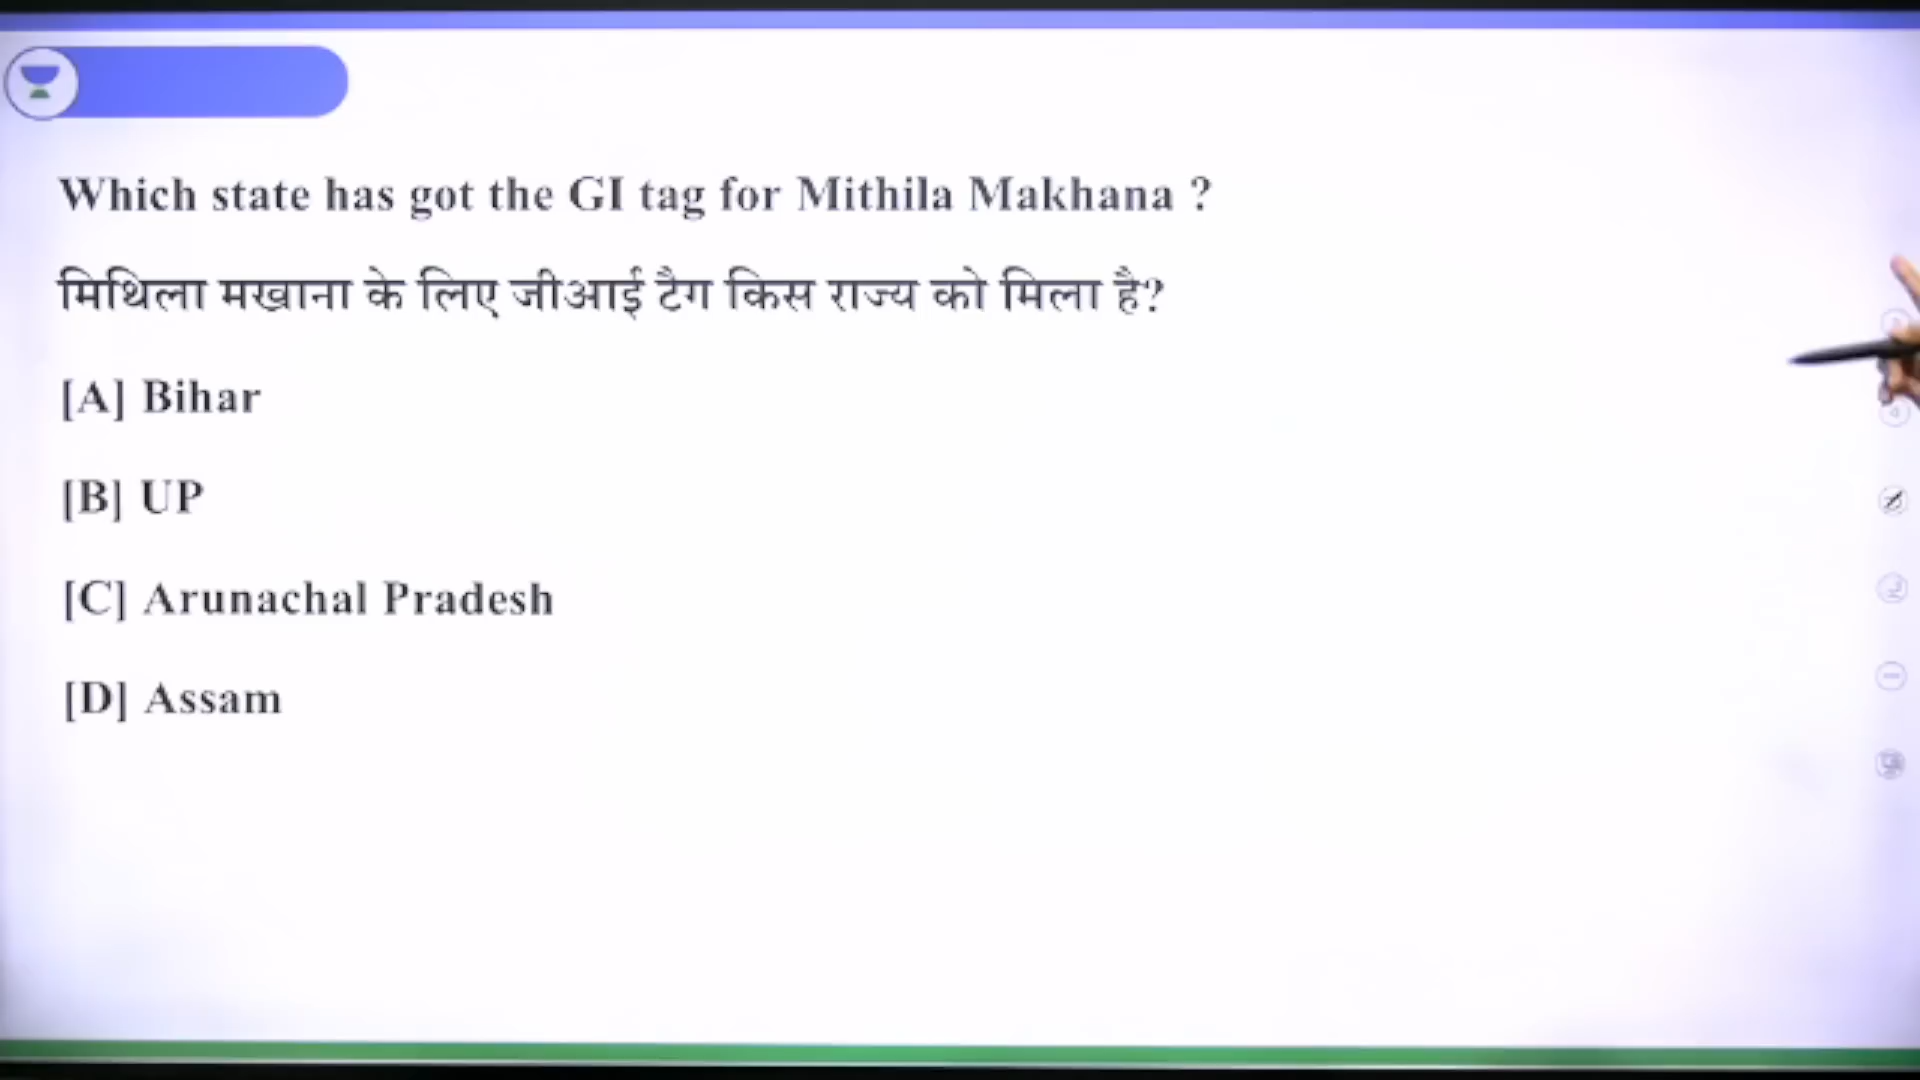 Which state has got the GI tag for Mithila Makhana ?
मिथिला मखाना के लिए जीआई टैग किस राज्य को मिला है?
[A] Bihar
[B] UP
[C] Arunachal Pradesh
[D] Assam